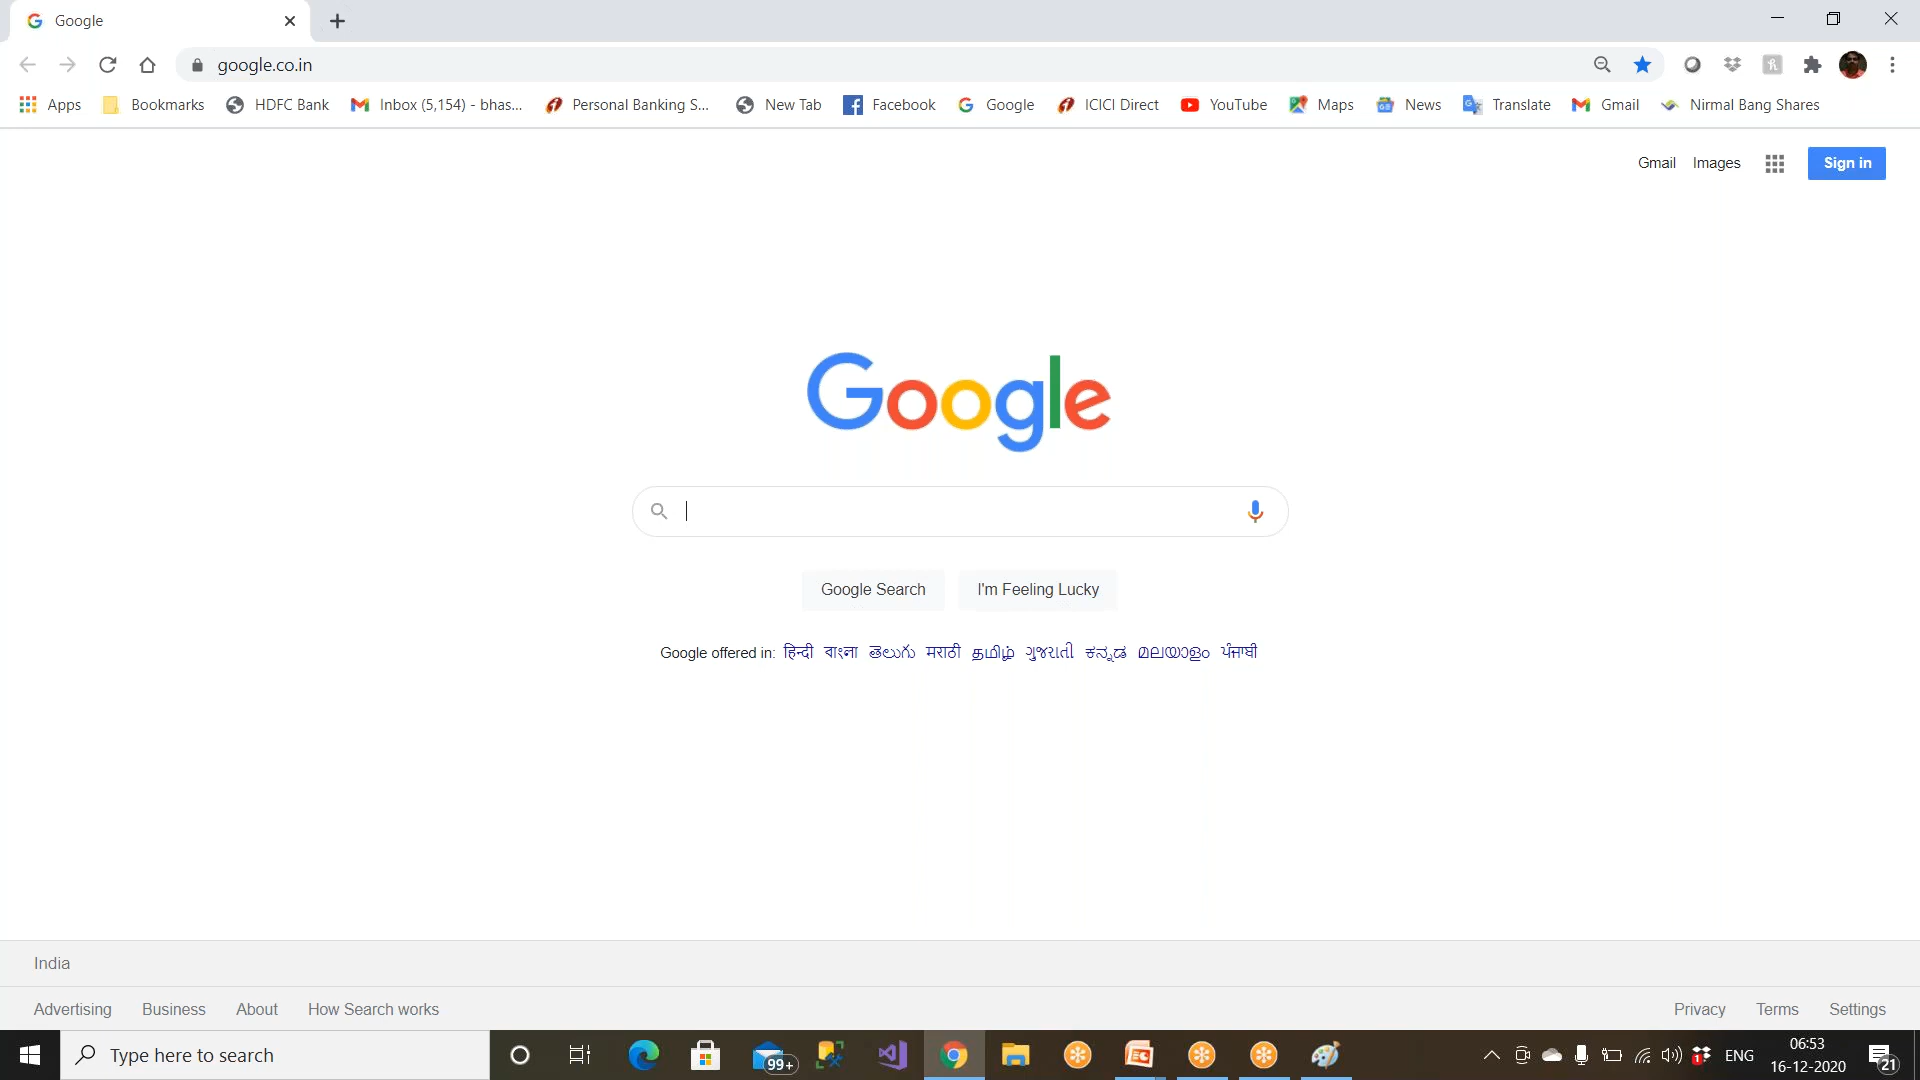 Google
google.co.in
Apps Bookmarks HDFC Bank Inbox (5,154) - bhas... Personal Banking S... New Tab Facebook Google ICICI Direct YouTube Maps News Translate Gmail Nirmal Bang Shares
Gmail Images Sign in
Google
Google Search I'm Feeling Lucky
Google offered in: हिन्दी বাংলা తెలుగు मराठी தமிழ் ગુજરાતી ಕನ್ನಡ മലയാളം ਪੰਜਾਬੀ
India
Advertising Business About How Search works Privacy Terms Settings
Type here to search 99+ 1 ENG 06:53
16-12-2020 21